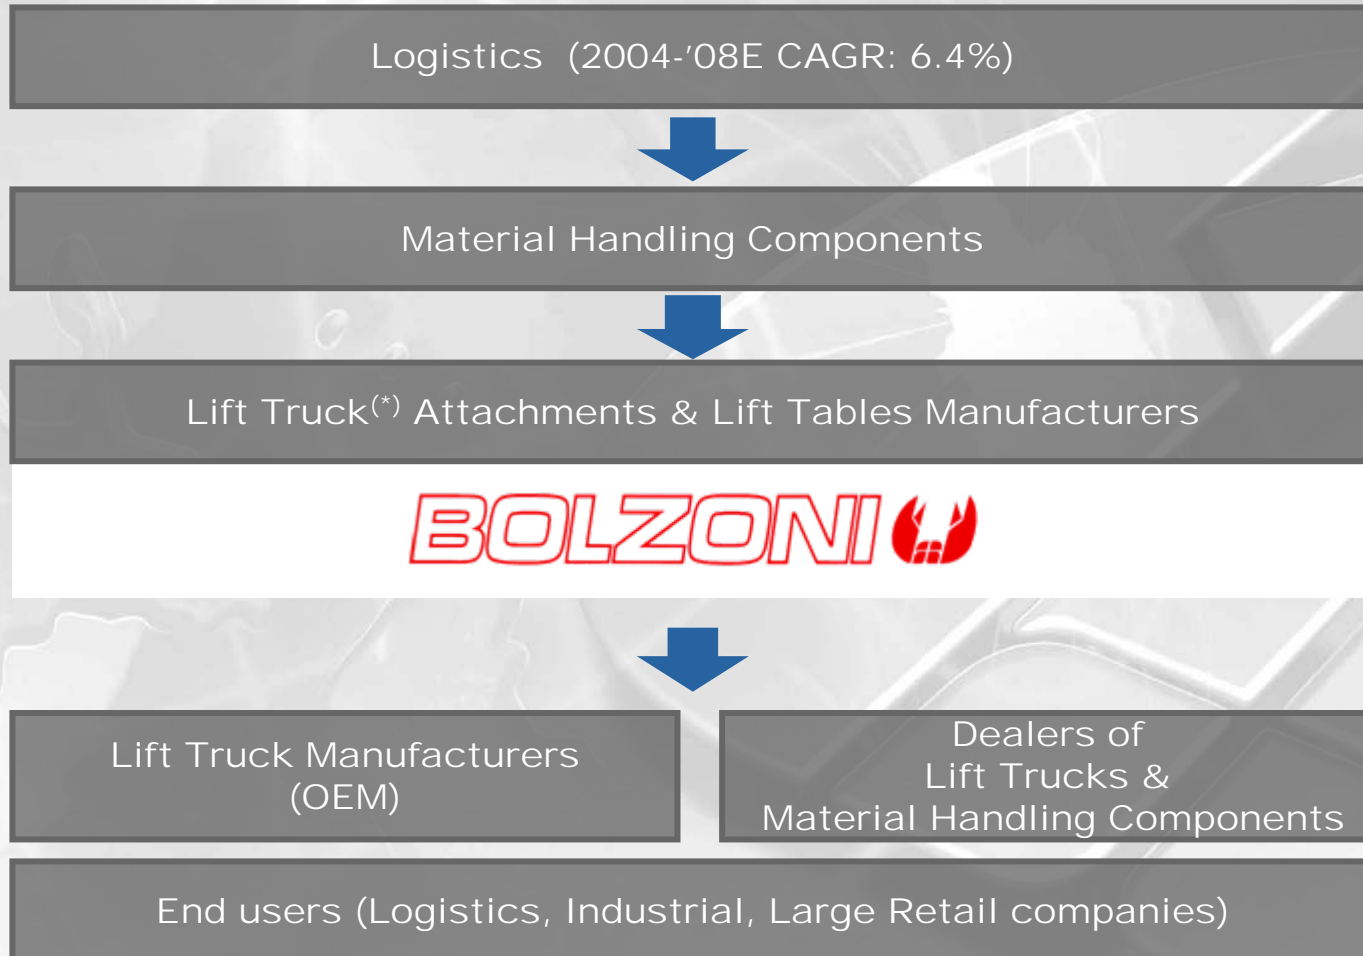 Logistics (2004-'08E CAGR: 6.4%)
Material Handling Components
Lift Truck(*) Attachments & Lift Tables Manufacturers
BOLZONI
Lift Truck Manufacturers
(OEM)
Dealers of
Lift Trucks &
Material Handling Components
End users (Logistics, Industrial, Large Retail companies)